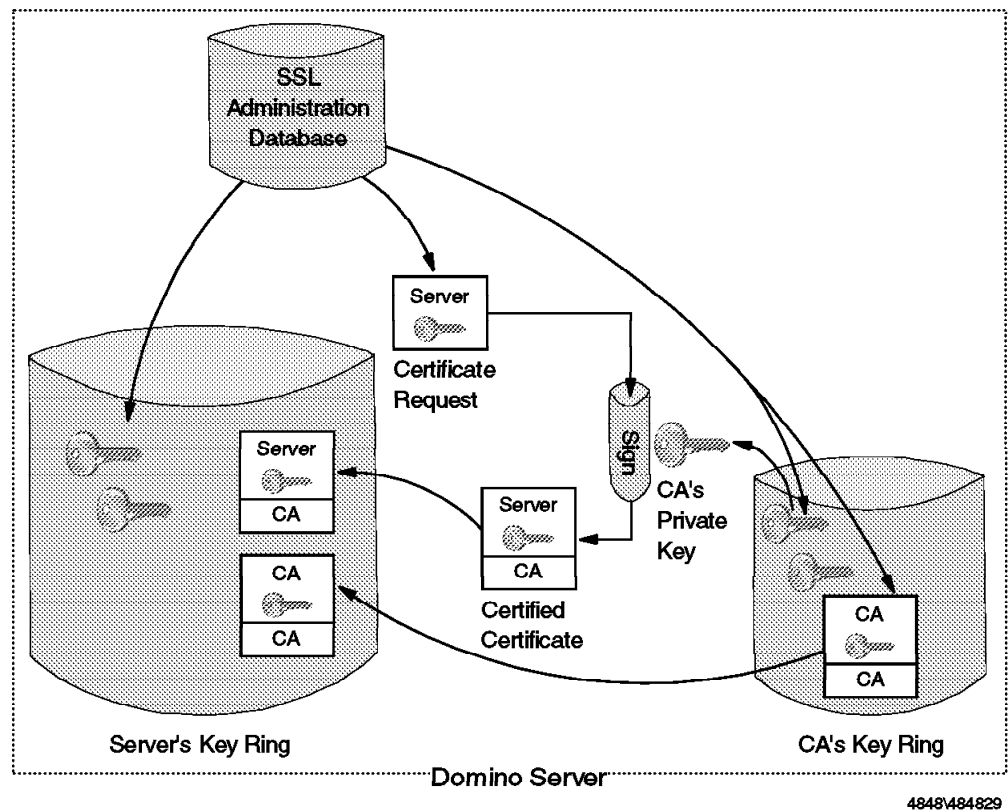 SSL
Administration
Database
Server
Certificate
Request
Sign
CA's
Private
Key
Server
CA
Server
CA
Certified
Certificate
CA
CA
CA
CA
Server's Key Ring
CA's Key Ring
Domino Server
4848\484829